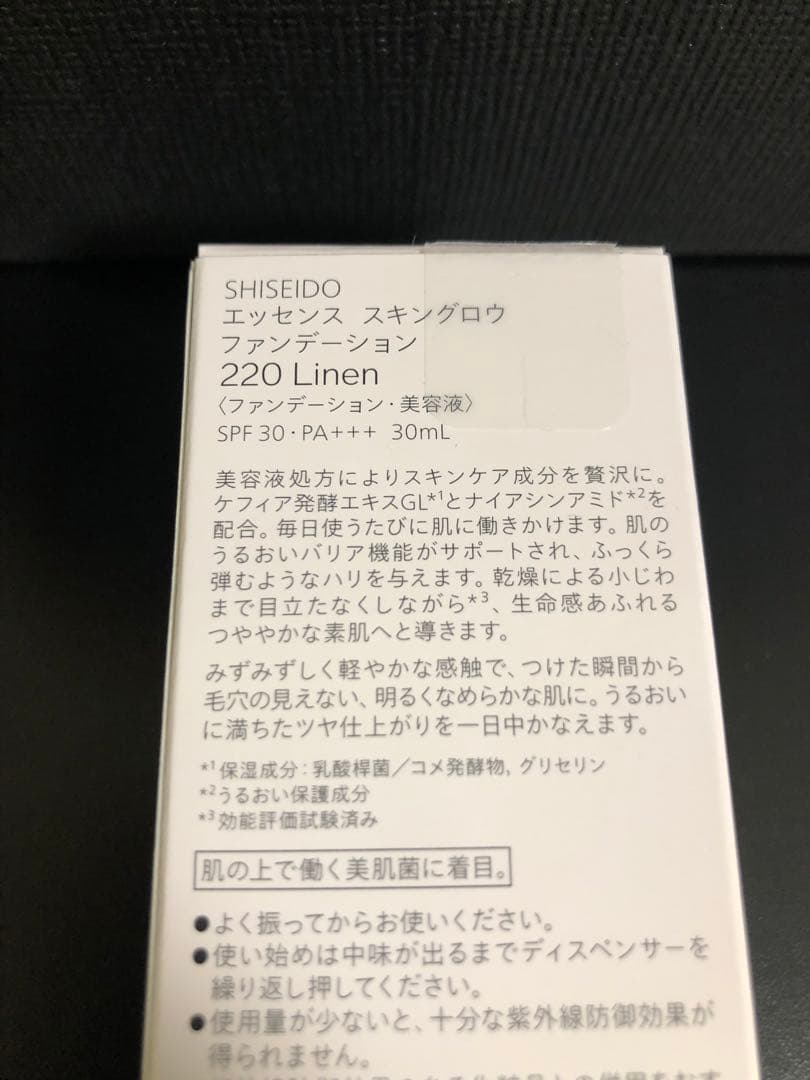 SHISEIDO
エッセンス スキングロウ
ファンデーション
220 Linen
〈ファンデーション・美容液〉
SPF 30・PA+++ 30mL
美容液処方によりスキンケア成分を贅沢に。
ケフィア発酵エキスGL*1とナイアシンアミド*2を
配合。毎日使うたびに肌に働きかけます。肌の
うるおいバリア機能がサポートされ、ふっくら
弾むようなハリを与えます。乾燥による小じわ
まで目立たなくしながら*3、生命感あふれる
つややかな素肌へと導きます。
みずみずしく軽やかな感触で、つけた瞬間から
毛穴の見えない、明るくなめらかな肌に。うるおい
に満ちたツヤ仕上がりを一日中かなえます。
*1 保湿成分：乳酸桿菌／コメ発酵物, グリセリン
*2 うるおい保護成分
*3 効能評価試験済み
肌の上で働く美肌菌に着目。
●よく振ってからお使いください。
●使い始めは中味が出るまでディスペンサーを
繰り返し押してください。
●使用量が少ないと、十分な紫外線防御効果が
得られません。